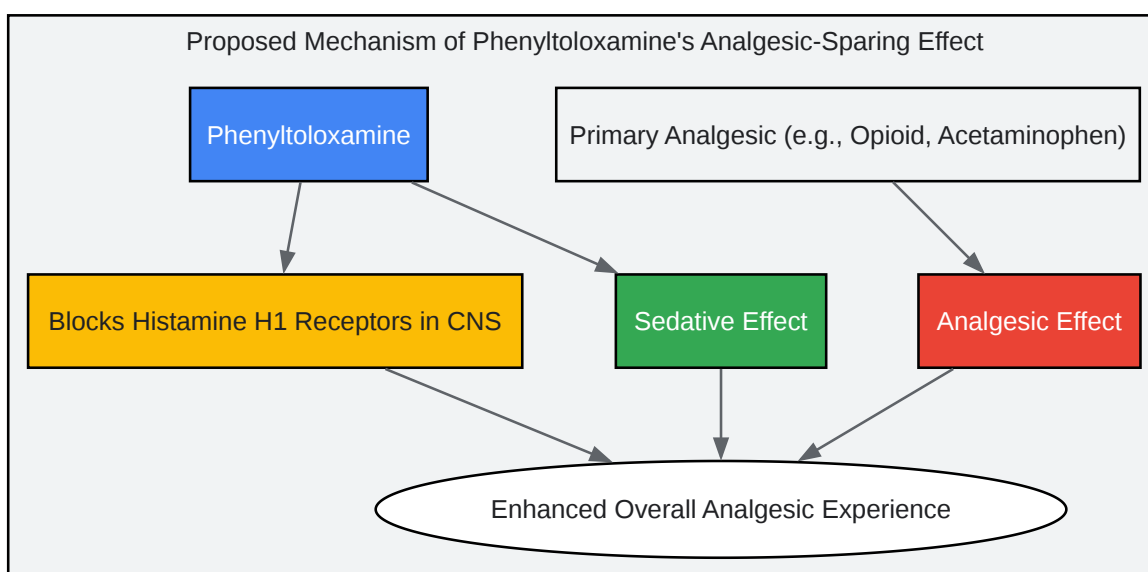 Proposed Mechanism of Phenyltoloxamine's Analgesic-Sparing Effect
Phenyltoloxamine
Primary Analgesic (e.g., Opioid, Acetaminophen)
Blocks Histamine H1 Receptors in CNS
Sedative Effect
Analgesic Effect
Enhanced Overall Analgesic Experience